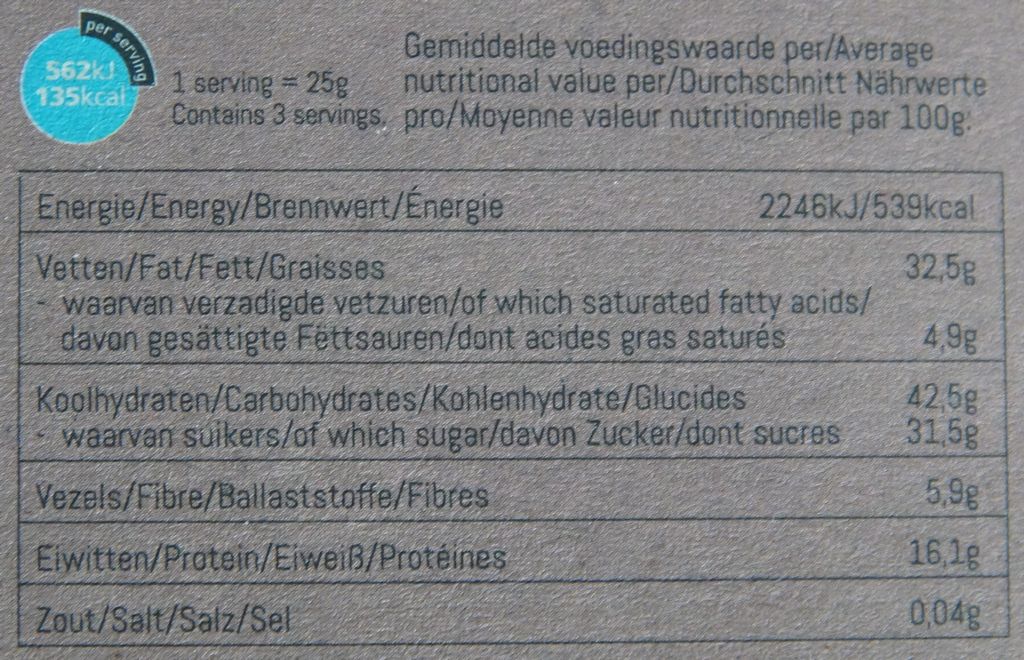 per serving
562kJ
135kcal
1 serving = 25g
Contains 3 servings.
Gemiddelde voedingswaarde per/Average
nutritional value per/Durchschnitt Nährwerte
pro/Moyenne valeur nutritionnelle par 100g:
Energie/Energy/Brennwert/Énergie 2246kJ/539kcal
Vetten/Fat/Fett/Graisses 32,5g
- waarvan verzadigde vetzuren/of which saturated fatty acids/
davon gesättigte Fëttsauren/dont acides gras saturés 4,9g
Koolhydraten/Carbohydrates/Kohlenhydrate/Glucides 42,5g
- waarvan suikers/of which sugar/davon Zucker/dont sucres 31,5g
Vezels/Fibre/Ballaststoffe/Fibres 5,9g
Eiwitten/Protein/Eiweiß/Protéines 16,1g
Zout/Salt/Salz/Sel 0,04g